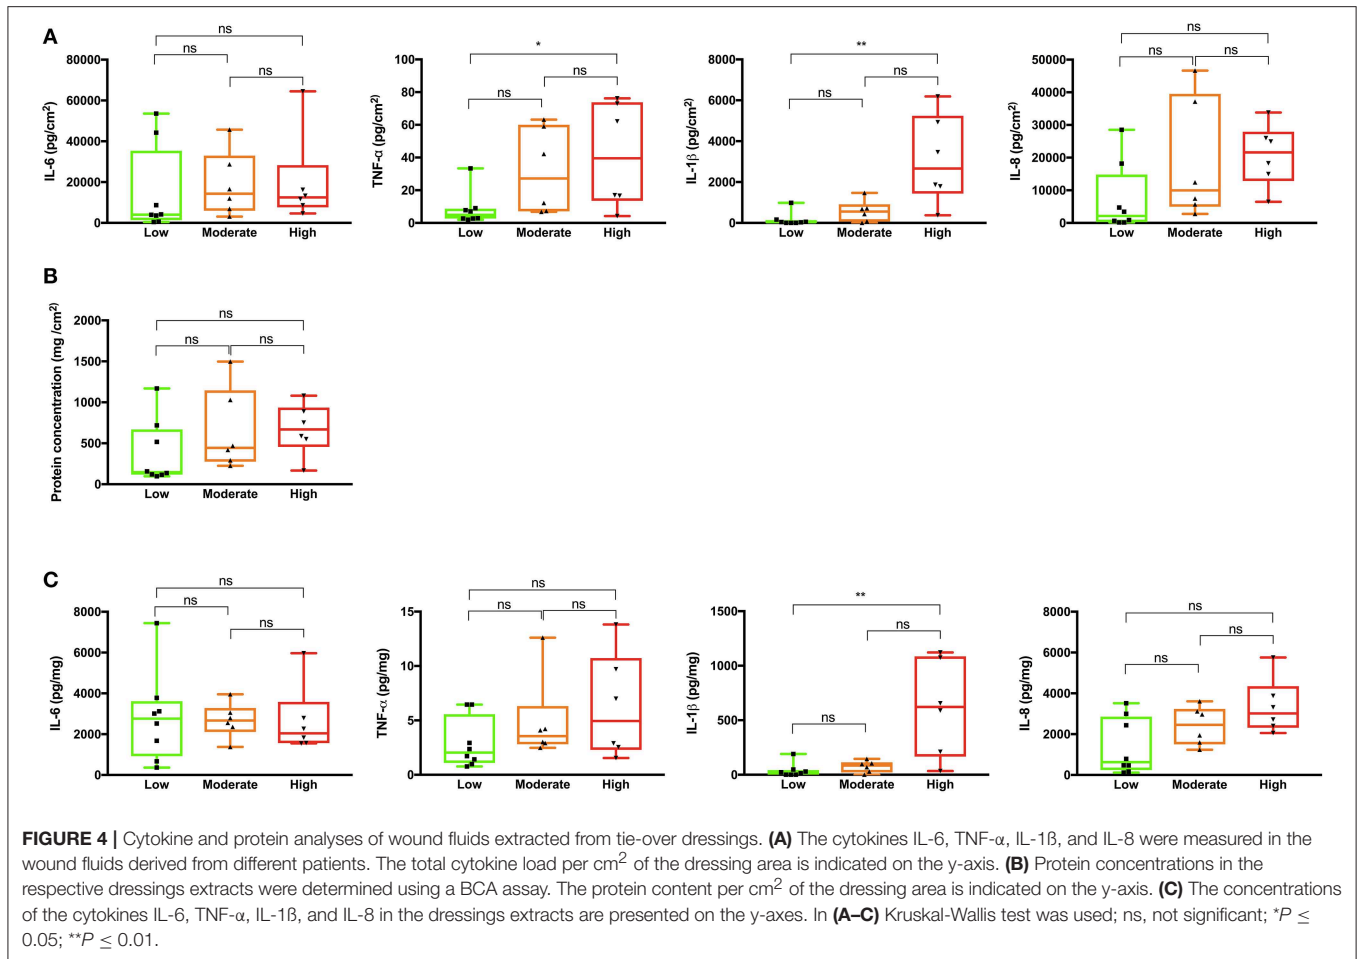 A
ns
ns
ns
80000
60000
40000
20000
0
IL-6 (pg/cm²)
Low Moderate High
*
ns
ns
100
80
60
40
20
0
TNF-α (pg/cm²)
Low Moderate High
**
ns
ns
8000
6000
4000
2000
0
IL-1β (pg/cm²)
Low Moderate High
ns
ns
ns
50000
40000
30000
20000
10000
0
IL-8 (pg/cm²)
Low Moderate High
B
ns
ns
ns
2000
1500
1000
500
0
Protein concentration (mg /cm²)
Low Moderate High
C
ns
ns
ns
8000
6000
4000
2000
0
IL-6 (pg/mg)
Low Moderate High
ns
ns
ns
15
10
5
0
TNF-α (pg/mg)
Low Moderate High
**
ns
ns
1500
1000
500
0
IL-1β (pg/mg)
Low Moderate High
ns
ns
ns
8000
6000
4000
2000
0
IL-8 (pg/mg)
Low Moderate High
FIGURE 4 | Cytokine and protein analyses of wound fluids extracted from tie-over dressings. (A) The cytokines IL-6, TNF-α, IL-1ß, and IL-8 were measured in the
wound fluids derived from different patients. The total cytokine load per cm² of the dressing area is indicated on the y-axis. (B) Protein concentrations in the
respective dressings extracts were determined using a BCA assay. The protein content per cm² of the dressing area is indicated on the y-axis. (C) The concentrations
of the cytokines IL-6, TNF-α, IL-1ß, and IL-8 in the dressings extracts are presented on the y-axes. In (A–C) Kruskal-Wallis test was used; ns, not significant; *P ≤
0.05; **P ≤ 0.01.